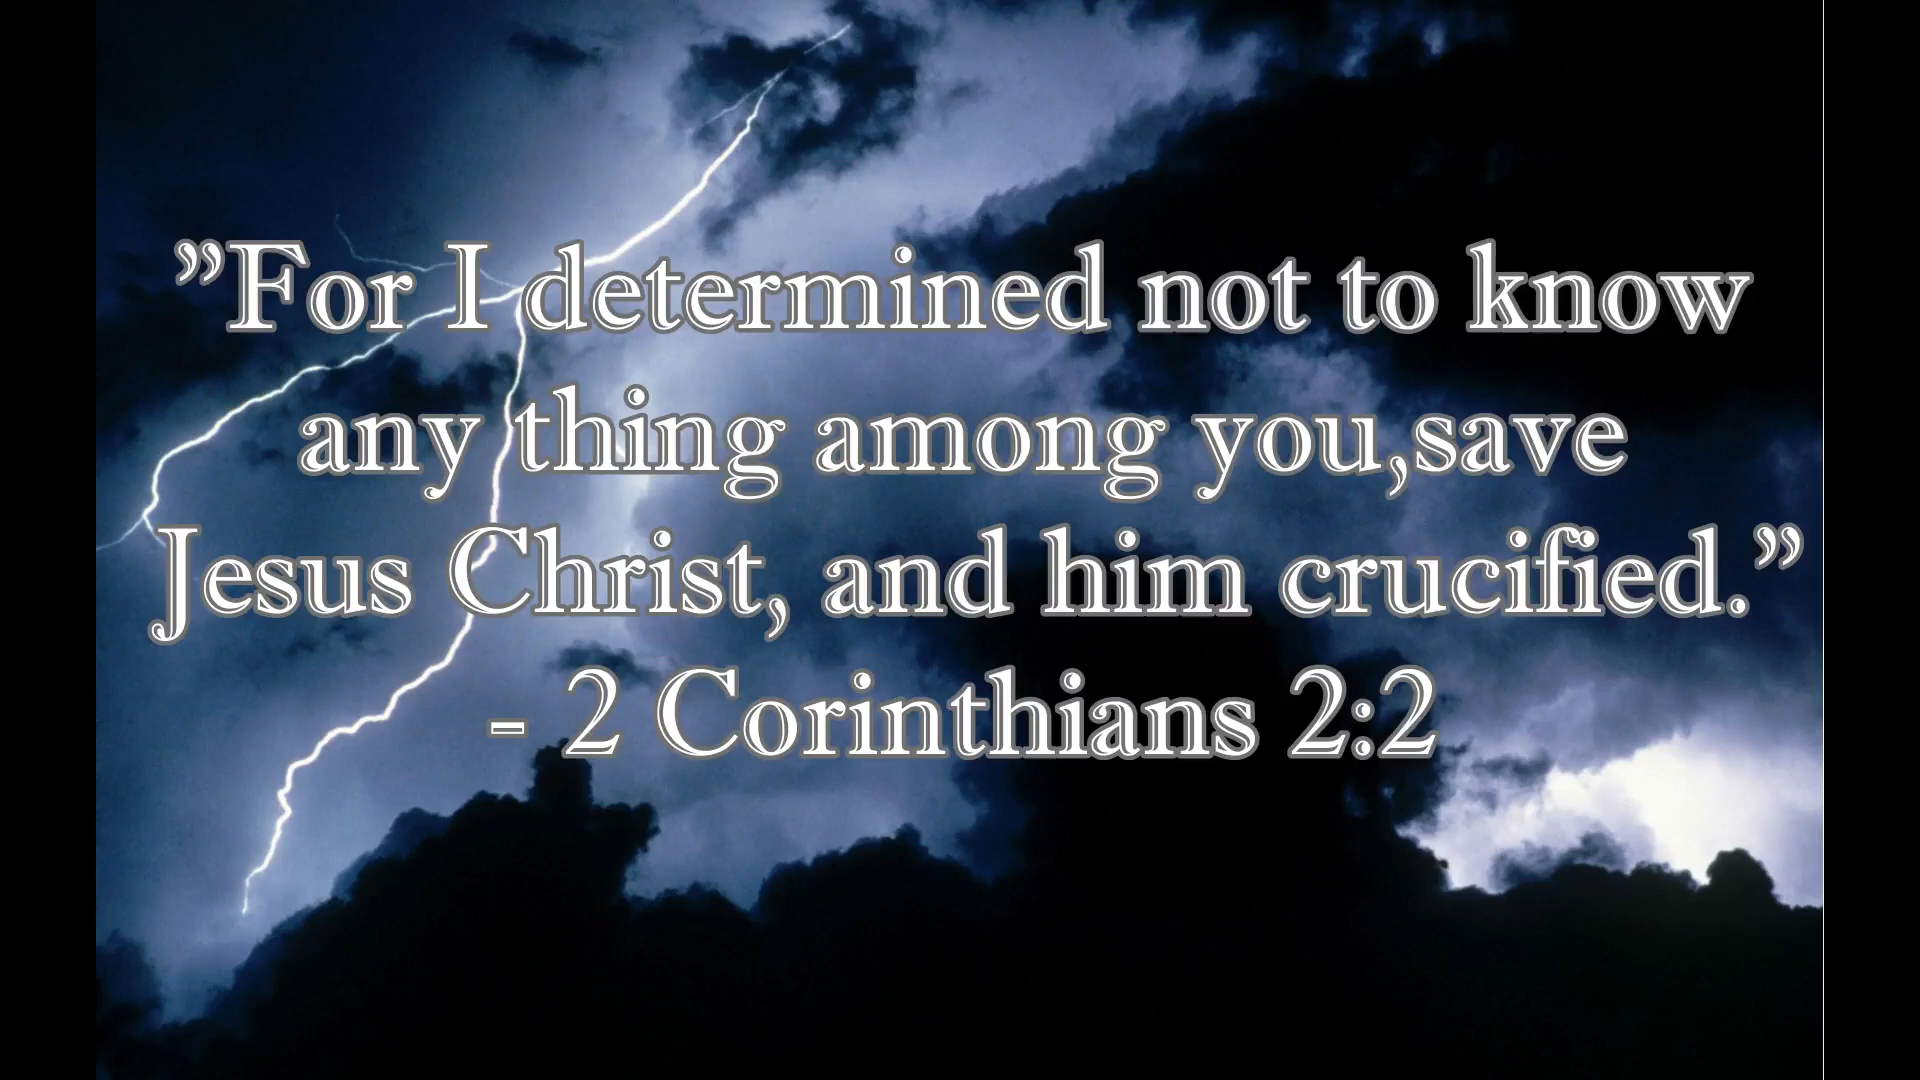 ”For I determined not to know
any thing among you,save
Jesus Christ, and him crucified.”
- 2 Corinthians 2:2